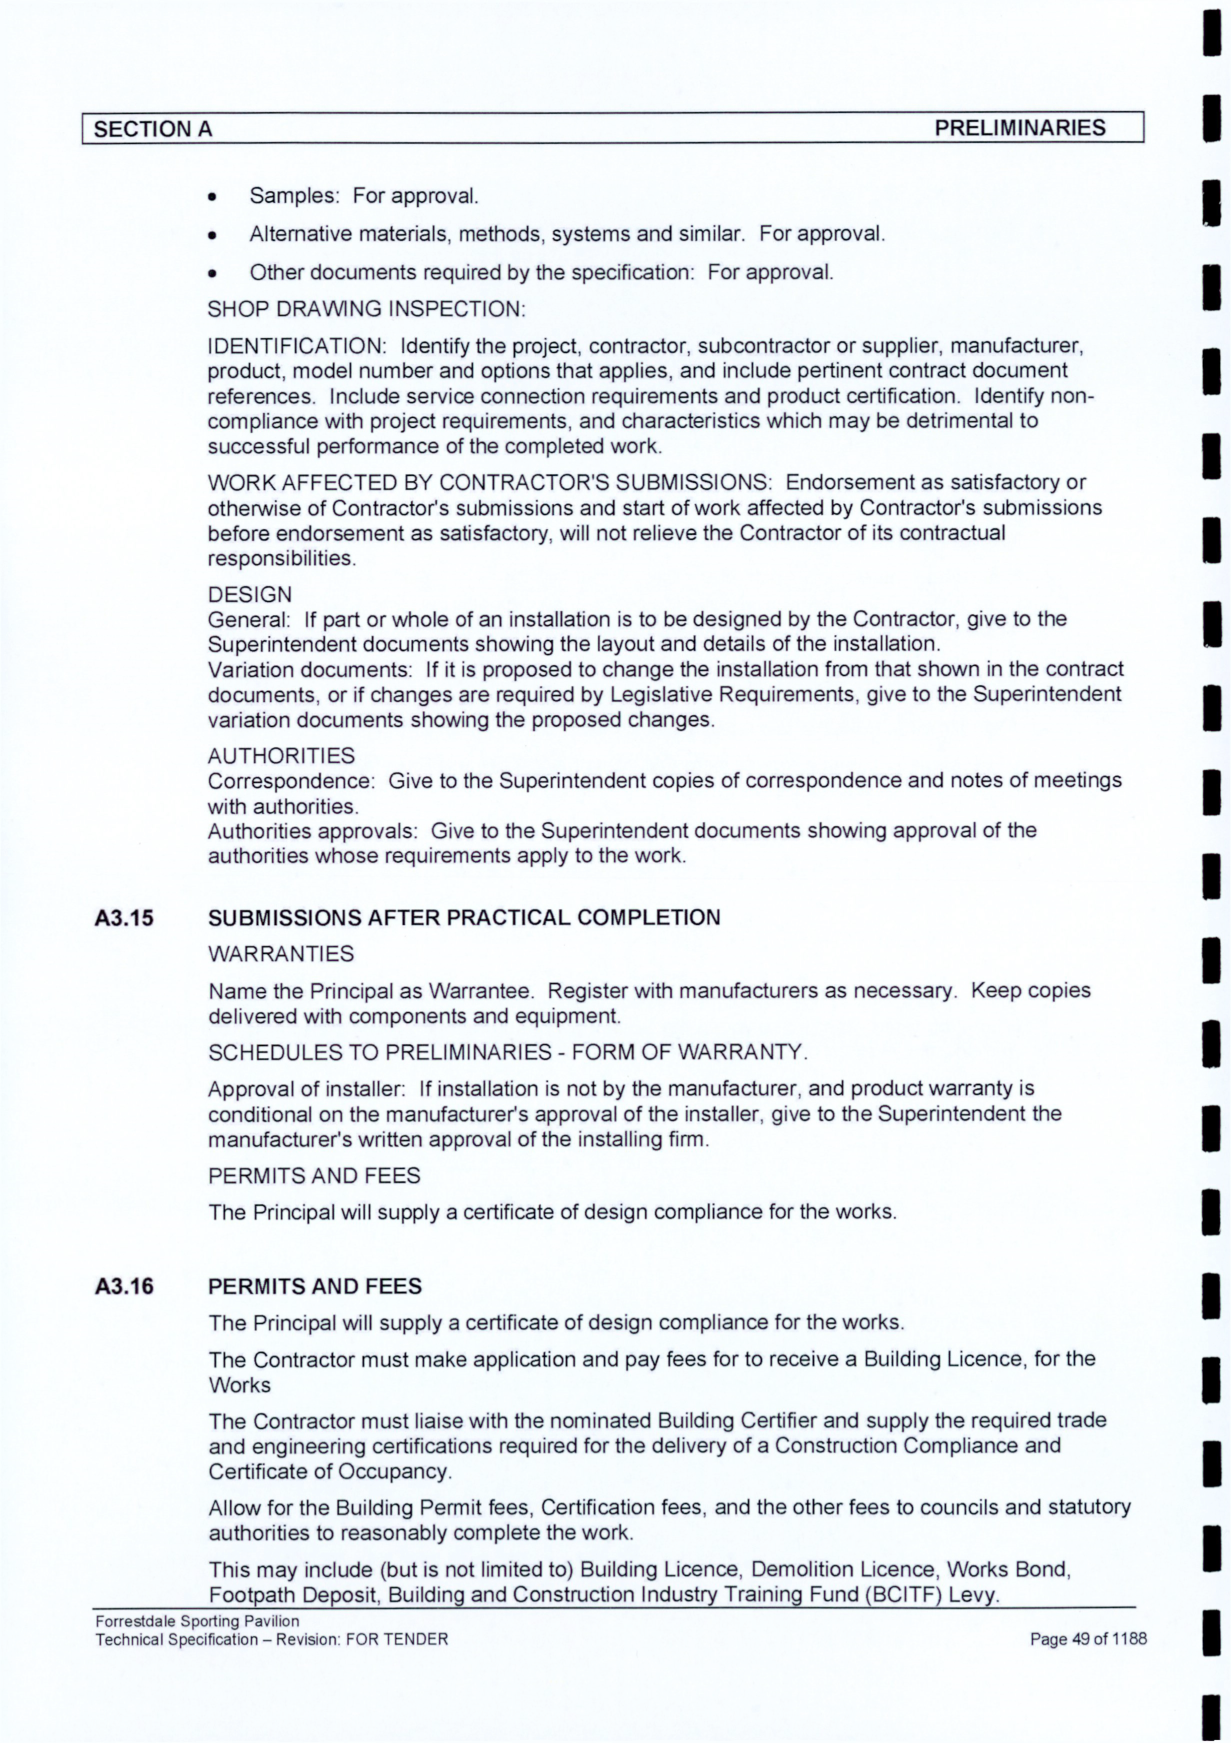 SECTION A PRELIMINARIES
• Samples: For approval.
• Alternative materials, methods, systems and similar. For approval.
• Other documents required by the specification: For approval.
SHOP DRAWING INSPECTION:
IDENTIFICATION: Identify the project, contractor, subcontractor or supplier, manufacturer,
product, model number and options that applies, and include pertinent contract document
references. Include service connection requirements and product certification. Identify non-
compliance with project requirements, and characteristics which may be detrimental to
successful performance of the completed work.
WORK AFFECTED BY CONTRACTOR'S SUBMISSIONS: Endorsement as satisfactory or
otherwise of Contractor's submissions and start of work affected by Contractor's submissions
before endorsement as satisfactory, will not relieve the Contractor of its contractual
responsibilities.
DESIGN
General: If part or whole of an installation is to be designed by the Contractor, give to the
Superintendent documents showing the layout and details of the installation.
Variation documents: If it is proposed to change the installation from that shown in the contract
documents, or if changes are required by Legislative Requirements, give to the Superintendent
variation documents showing the proposed changes.
AUTHORITIES
Correspondence: Give to the Superintendent copies of correspondence and notes of meetings
with authorities.
Authorities approvals: Give to the Superintendent documents showing approval of the
authorities whose requirements apply to the work.
A3.15 SUBMISSIONS AFTER PRACTICAL COMPLETION
WARRANTIES
Name the Principal as Warrantee. Register with manufacturers as necessary. Keep copies
delivered with components and equipment.
SCHEDULES TO PRELIMINARIES - FORM OF WARRANTY.
Approval of installer: If installation is not by the manufacturer, and product warranty is
conditional on the manufacturer's approval of the installer, give to the Superintendent the
manufacturer's written approval of the installing firm.
PERMITS AND FEES
The Principal will supply a certificate of design compliance for the works.
A3.16 PERMITS AND FEES
The Principal will supply a certificate of design compliance for the works.
The Contractor must make application and pay fees for to receive a Building Licence, for the
Works
The Contractor must liaise with the nominated Building Certifier and supply the required trade
and engineering certifications required for the delivery of a Construction Compliance and
Certificate of Occupancy.
Allow for the Building Permit fees, Certification fees, and the other fees to councils and statutory
authorities to reasonably complete the work.
This may include (but is not limited to) Building Licence, Demolition Licence, Works Bond,
Footpath Deposit, Building and Construction Industry Training Fund (BCITF) Levy.
Forrestdale Sporting Pavilion
Technical Specification – Revision: FOR TENDER Page 49 of 1188